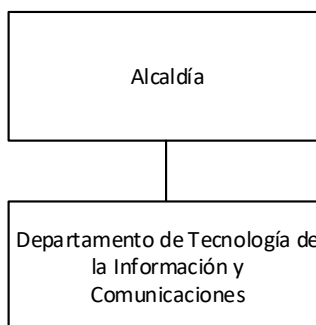 Alcaldía
Departamento de Tecnología de
la Información y
Comunicaciones